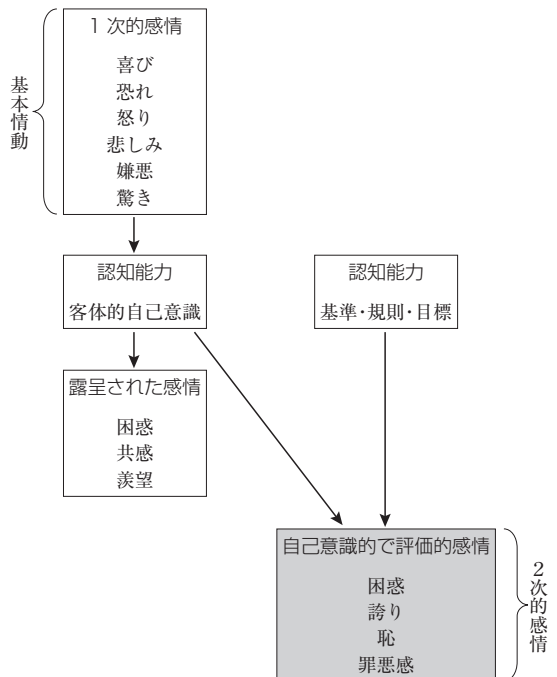 1次的感情
喜び
恐れ
怒り
悲しみ
嫌悪
驚き
基本情動
認知能力
客体的自己意識
認知能力
基準・規則・目標
露呈された感情
困惑
共感
羨望
自己意識的で評価的感情
困惑
誇り
恥
罪悪感
2次的感情